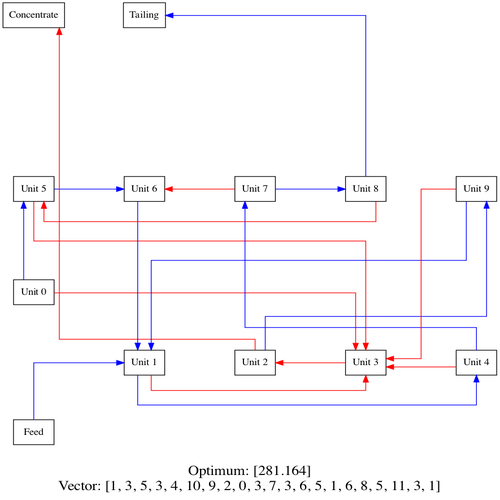 Concentrate
Tailing
Unit 5
Unit 6
Unit 7
Unit 8
Unit 9
Unit 0
Unit 1
Unit 2
Unit 3
Unit 4
Feed
Optimum: [281.164]
Vector: [1, 3, 5, 3, 4, 10, 9, 2, 0, 3, 7, 3, 6, 5, 1, 6, 8, 5, 11, 3, 1]